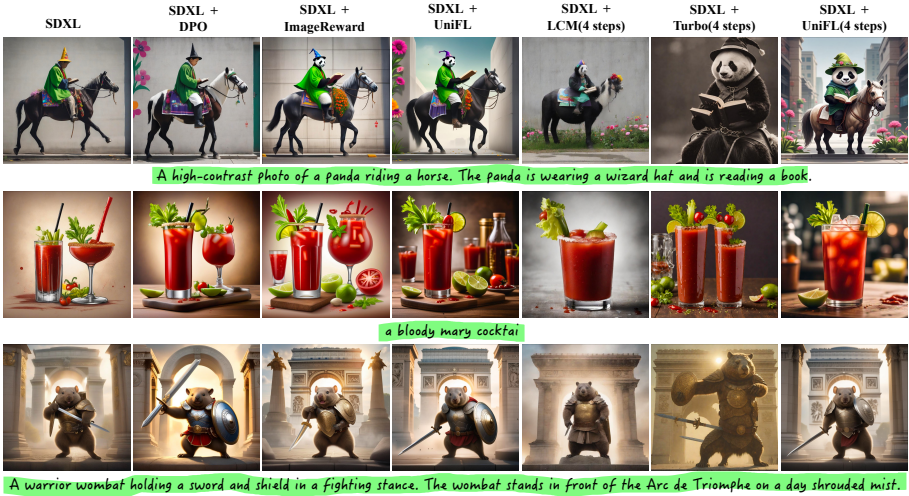 SDXL
SDXL +
DPO
SDXL +
ImageReward
SDXL +
UniFL
SDXL +
LCM(4 steps)
SDXL +
Turbo(4 steps)
SDXL +
UniFL(4 steps)
A high-contrast photo of a panda riding a horse. The panda is wearing a wizard hat and is reading a book.
a bloody mary cocktai
A warrior wombat holding a sword and shield in a fighting stance. The wombat stands in front of the Arc de Triomphe on a day shrouded mist.